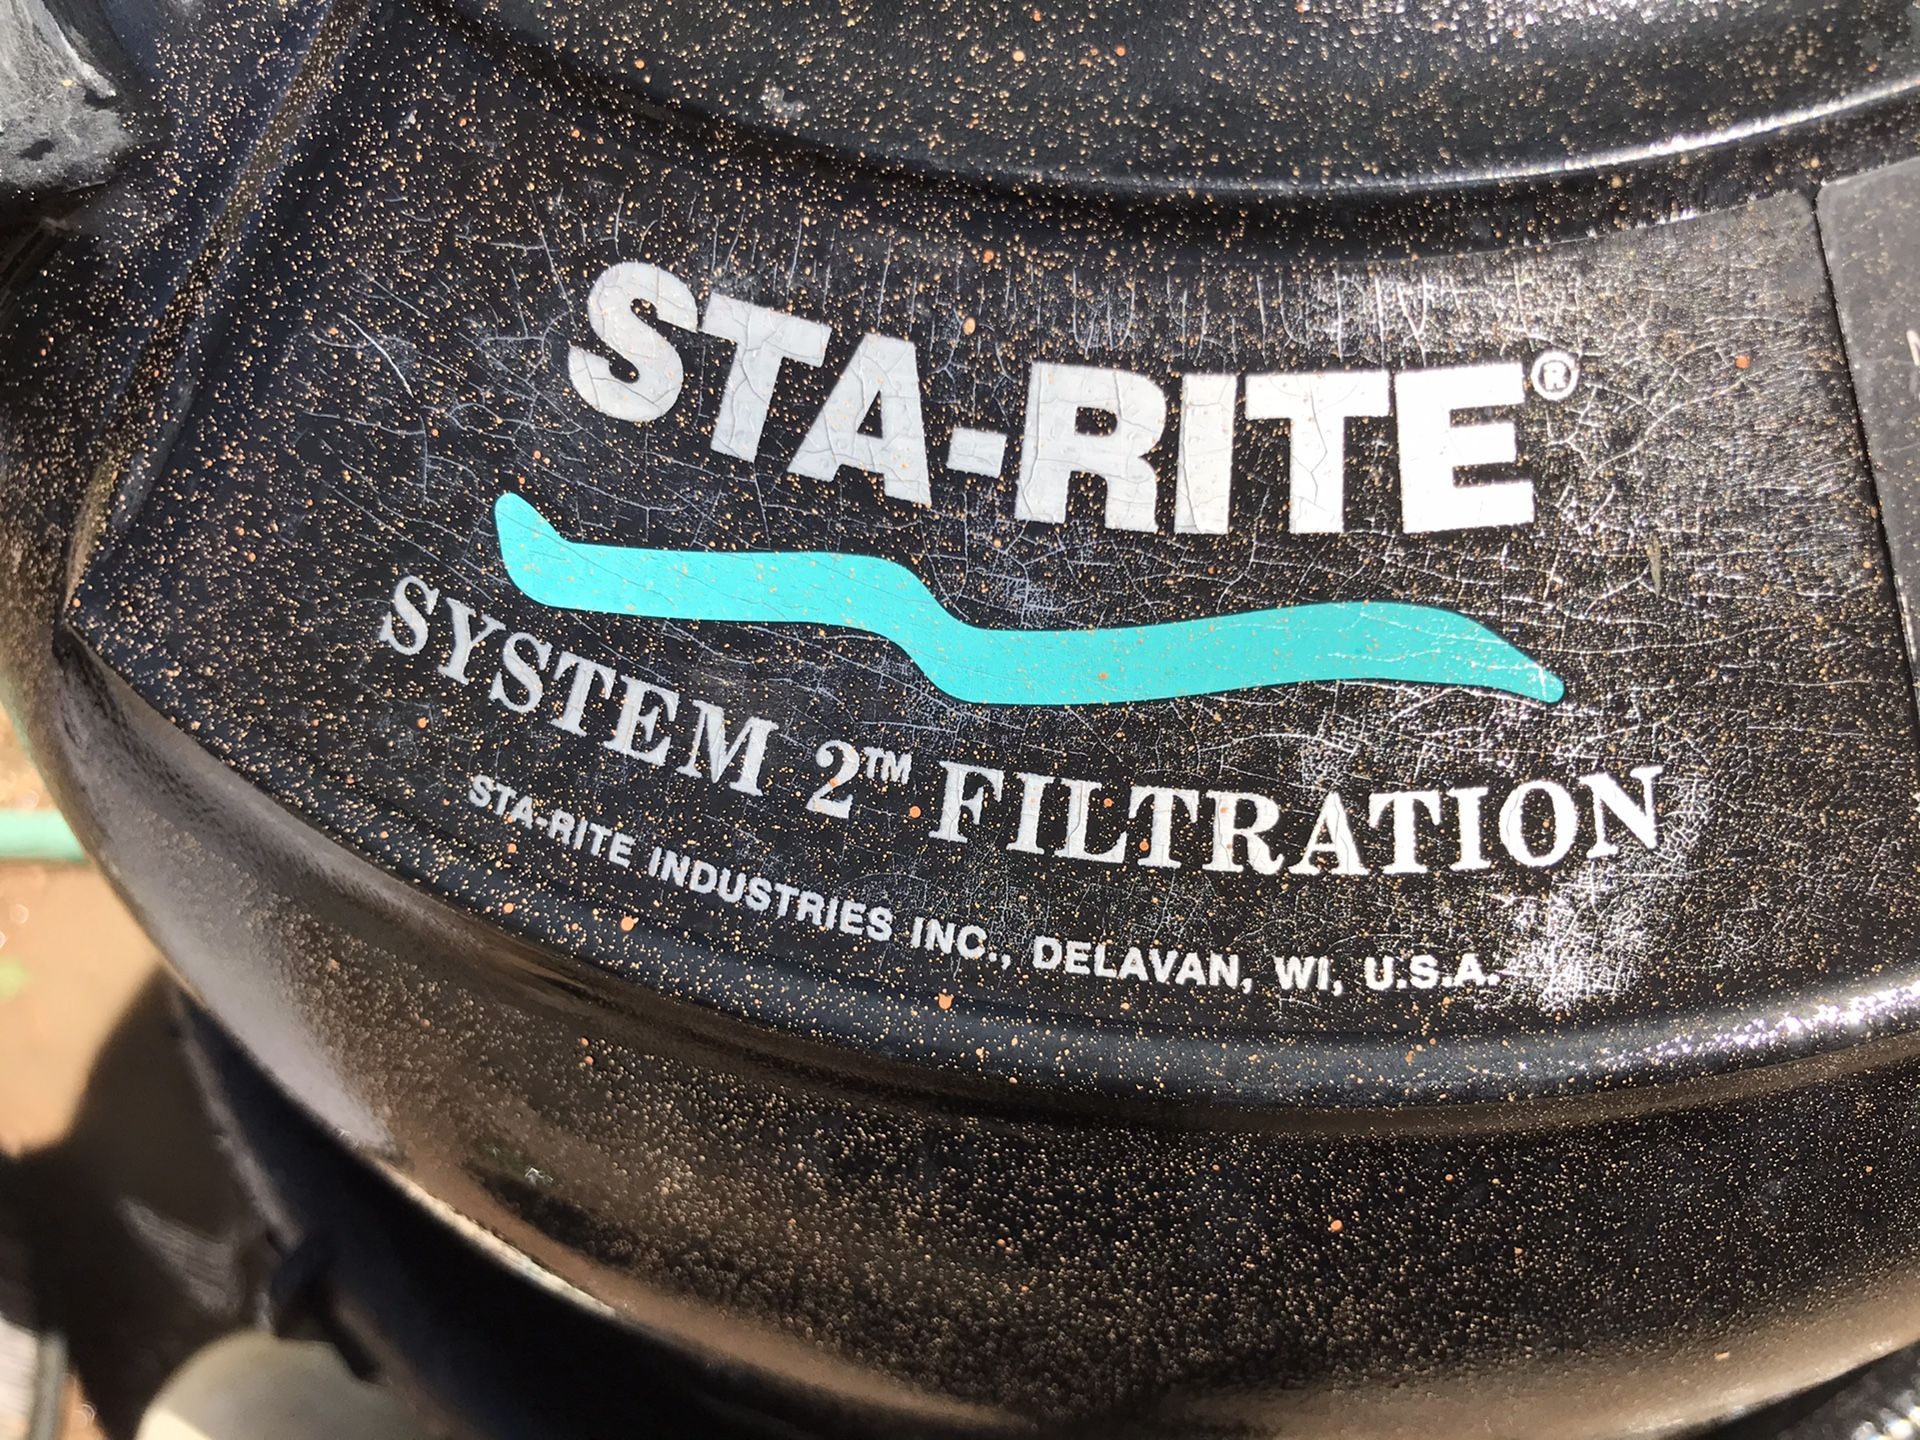 STA-RITE®
SYSTEM 2™ FILTRATION
STA-RITE INDUSTRIES INC., DELAVAN, WI, U.S.A.